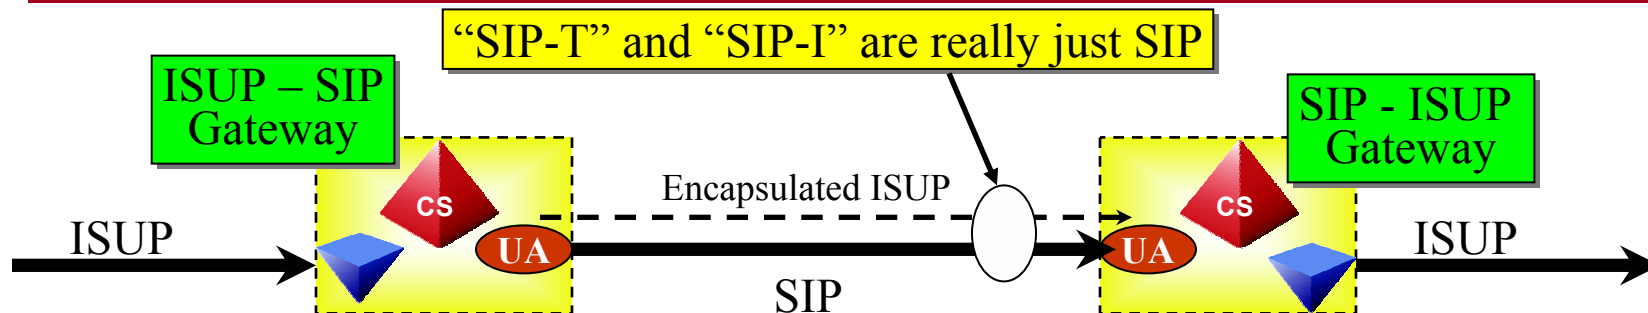 “SIP-T” and “SIP-I” are really just SIP
ISUP – SIP
Gateway
SIP - ISUP
Gateway
Encapsulated ISUP
CS
CS
ISUP
UA
UA
ISUP
SIP